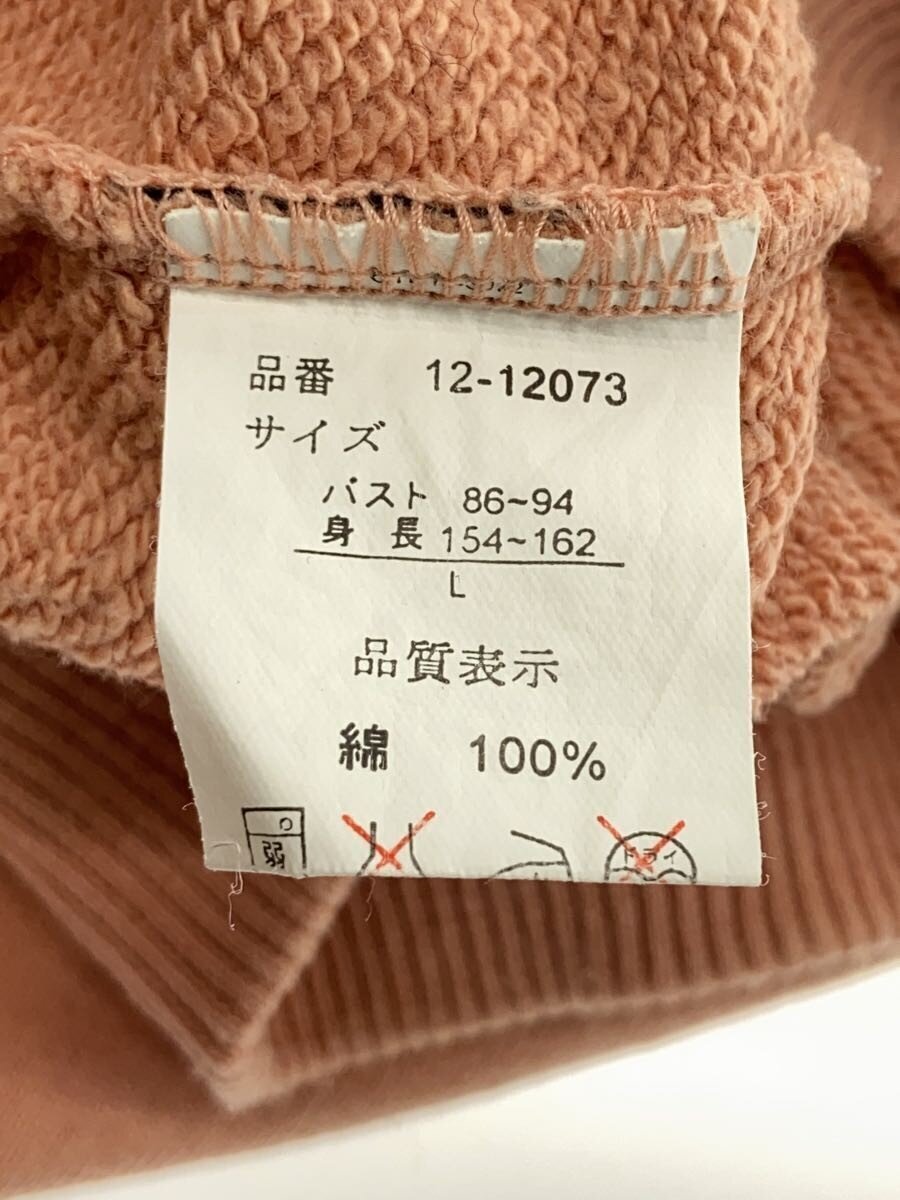 品番 12-12073
サイズ
バスト 86~94
身長 154~162
L
品質表示
綿 100%
弱
ドライ